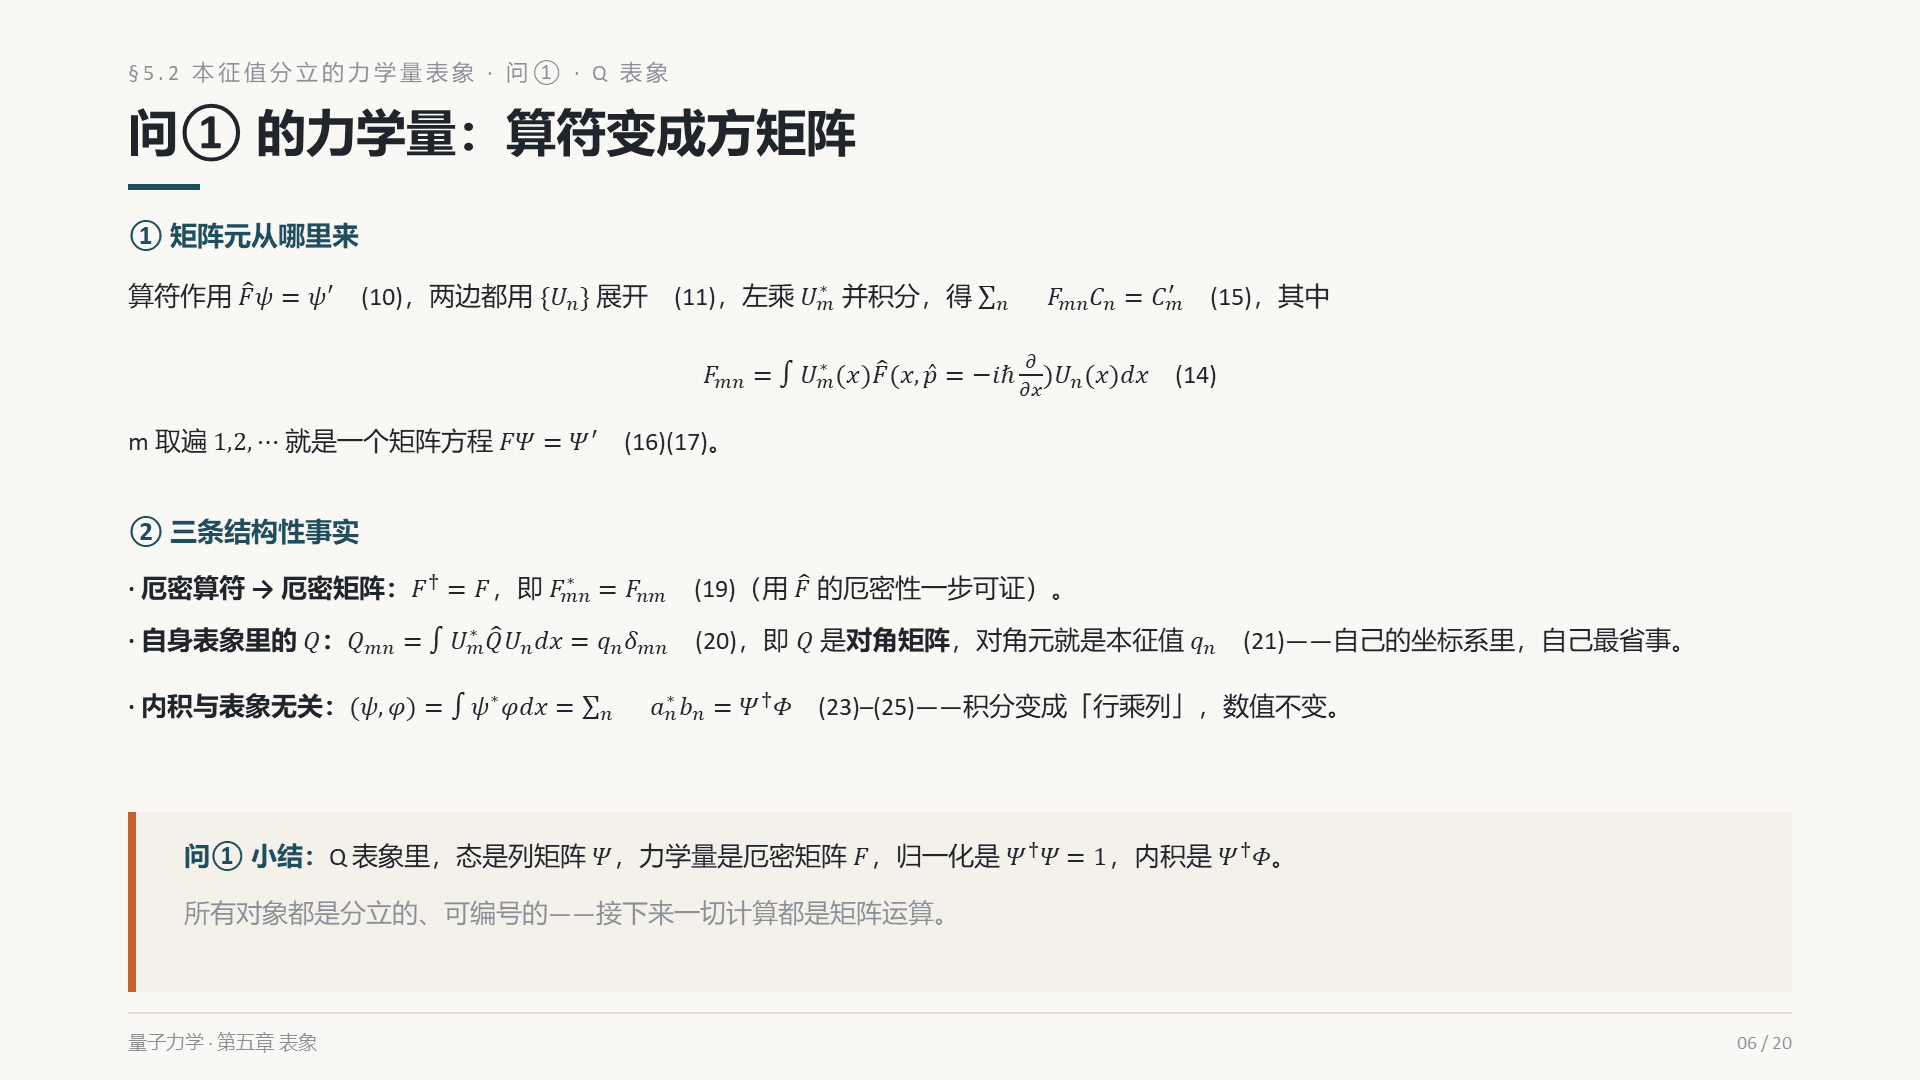 §5.2 本征值分立的力学量表象 · 问① · Q 表象
问① 的力学量：算符变成方矩阵
① 矩阵元从哪里来
算符作用 F̂ψ = ψ′ (10)，两边都用 {Uₙ} 展开 (11)，左乘 U*ₘ 并积分，得 ∑ₙ FₘₙCₙ = C′ₘ (15)，其中
Fₘₙ = ∫ U*ₘ(x)F̂(x, p̂ = −iħ ∂/∂x)Uₙ(x)dx (14)
m 取遍 1,2, ⋯ 就是一个矩阵方程 FΨ = Ψ′ (16)(17)。
② 三条结构性事实
· 厄密算符 → 厄密矩阵：F† = F，即 F*ₘₙ = Fₙₘ (19)（用 F̂ 的厄密性一步可证）。
· 自身表象里的 Q：Qₘₙ = ∫ U*ₘQ̂Uₙdx = qₙδₘₙ (20)，即 Q 是对角矩阵，对角元就是本征值 qₙ (21)——自己的坐标系里，自己最省事。
· 内积与表象无关：(ψ, φ) = ∫ ψ*φdx = ∑ₙ a*ₙbₙ = Ψ†Φ (23)–(25)——积分变成「行乘列」，数值不变。
问① 小结：Q 表象里，态是列矩阵 Ψ，力学量是厄密矩阵 F，归一化是 Ψ†Ψ = 1，内积是 Ψ†Φ。
所有对象都是分立的、可编号的——接下来一切计算都是矩阵运算。
量子力学 · 第五章 表象
06 / 20